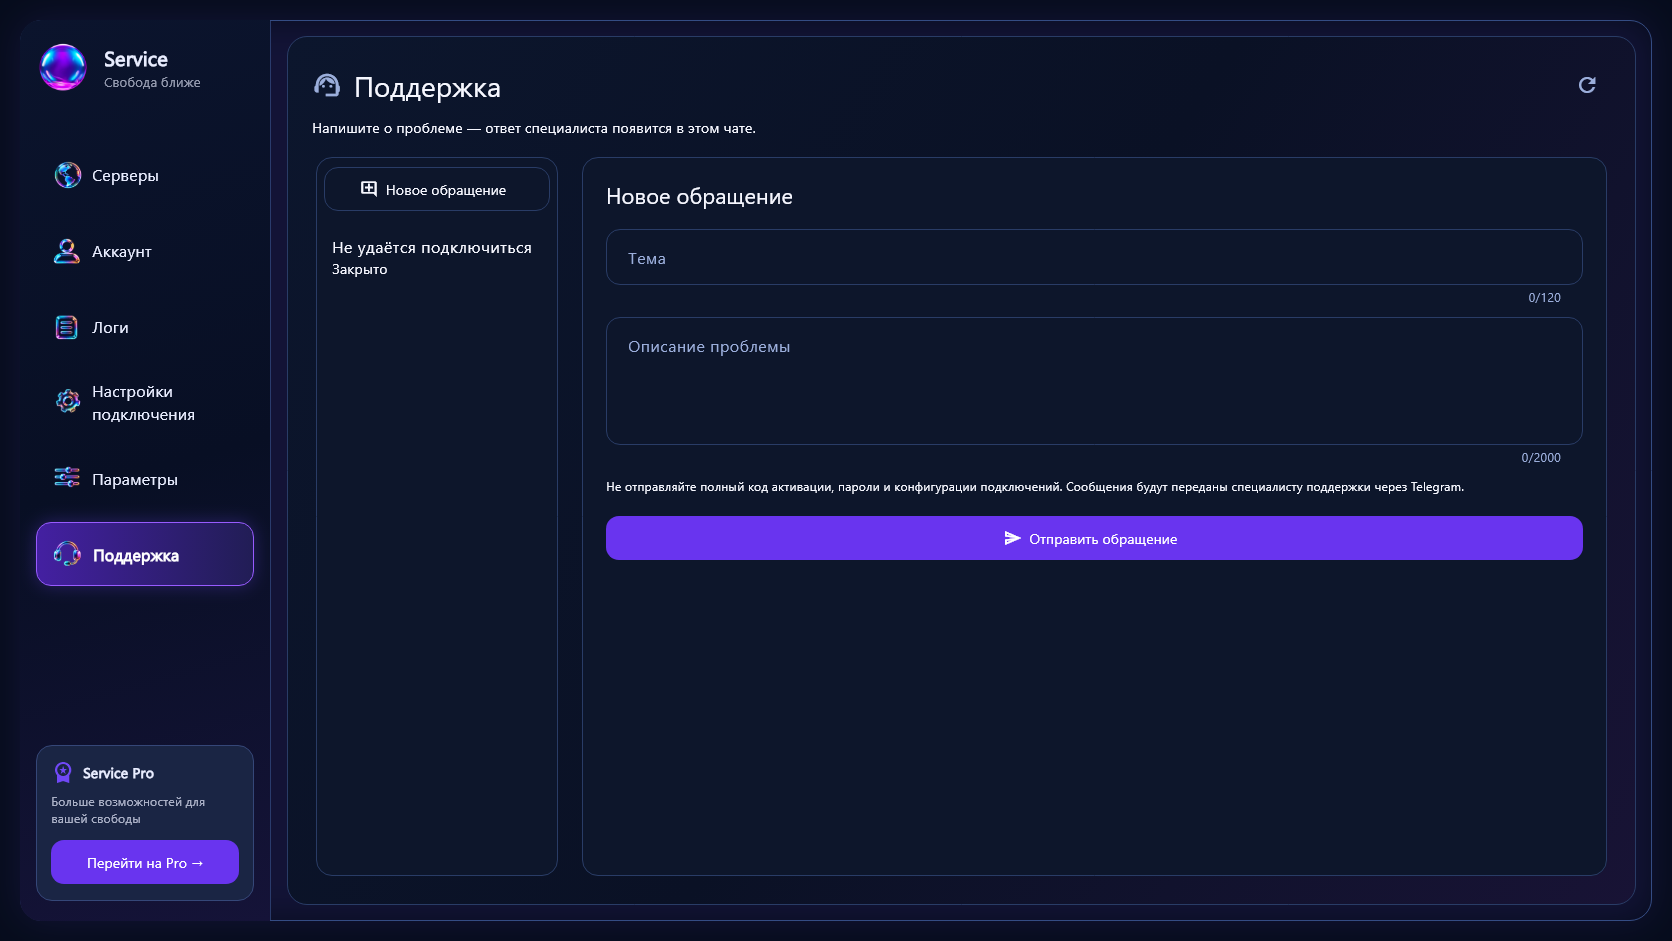 Service
Свобода ближе
Серверы
Аккаунт
Логи
Настройки
подключения
Параметры
Поддержка
Service Pro
Больше возможностей для
вашей свободы
Перейти на Pro →
Поддержка
Напишите о проблеме — ответ специалиста появится в этом чате.
Новое обращение
Не удаётся подключиться
Закрыто
Новое обращение
Тема
0/120
Описание проблемы
0/2000
Не отправляйте полный код активации, пароли и конфигурации подключений. Сообщения будут переданы специалисту поддержки через Telegram.
Отправить обращение